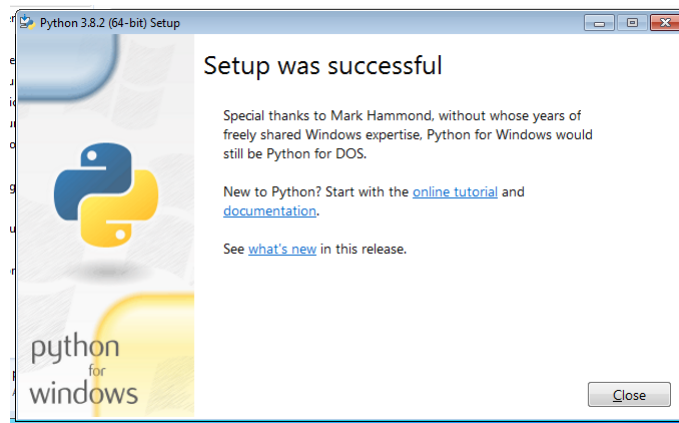 Python 3.8.2 (64-bit) Setup
Setup was successful
Special thanks to Mark Hammond, without whose years of
freely shared Windows expertise, Python for Windows would
still be Python for DOS.
New to Python? Start with the online tutorial and
documentation.
See what's new in this release.
python
for
windows
Close